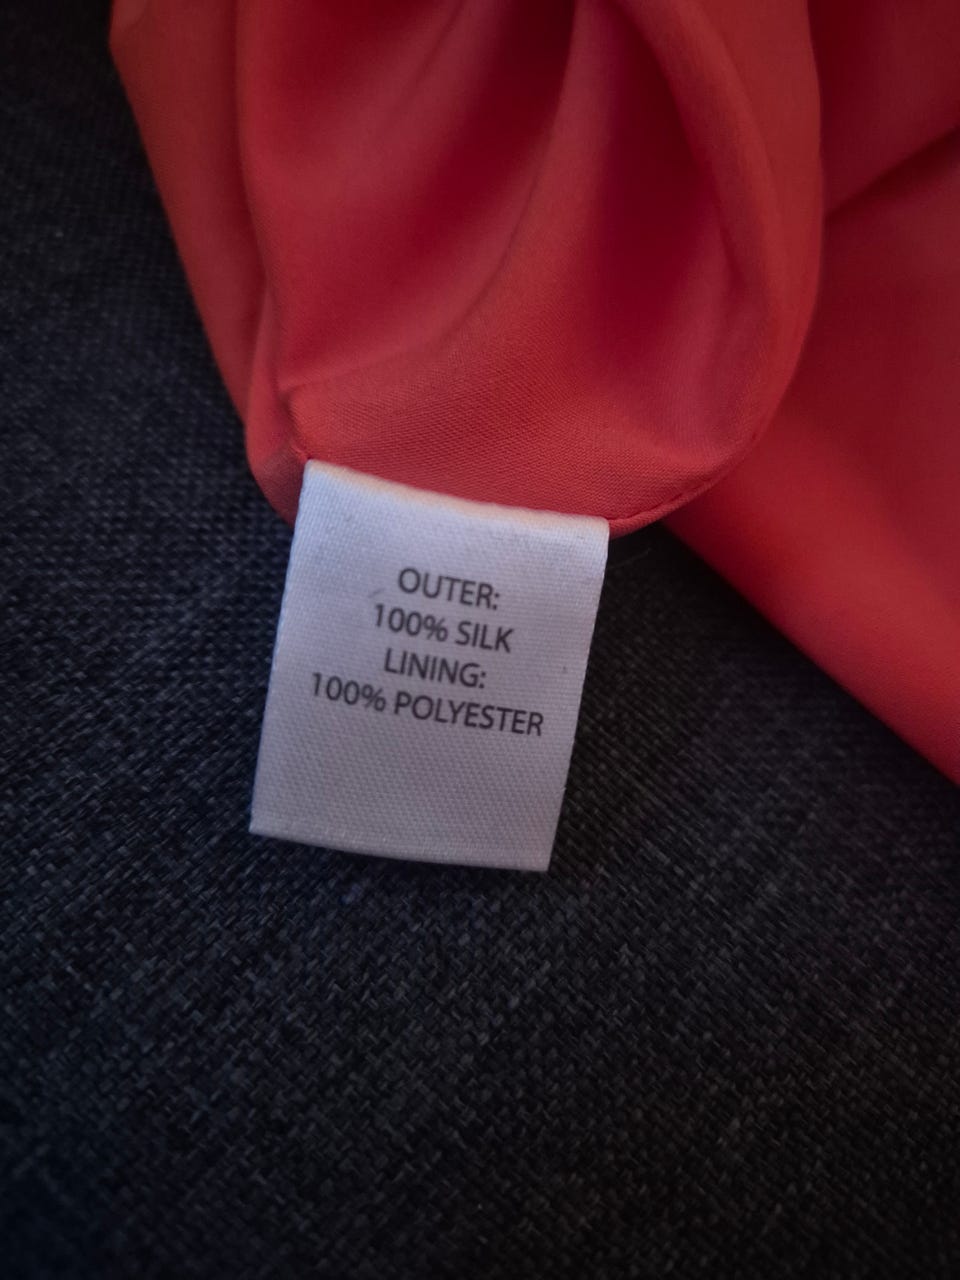 OUTER:
100% SILK
LINING:
100% POLYESTER